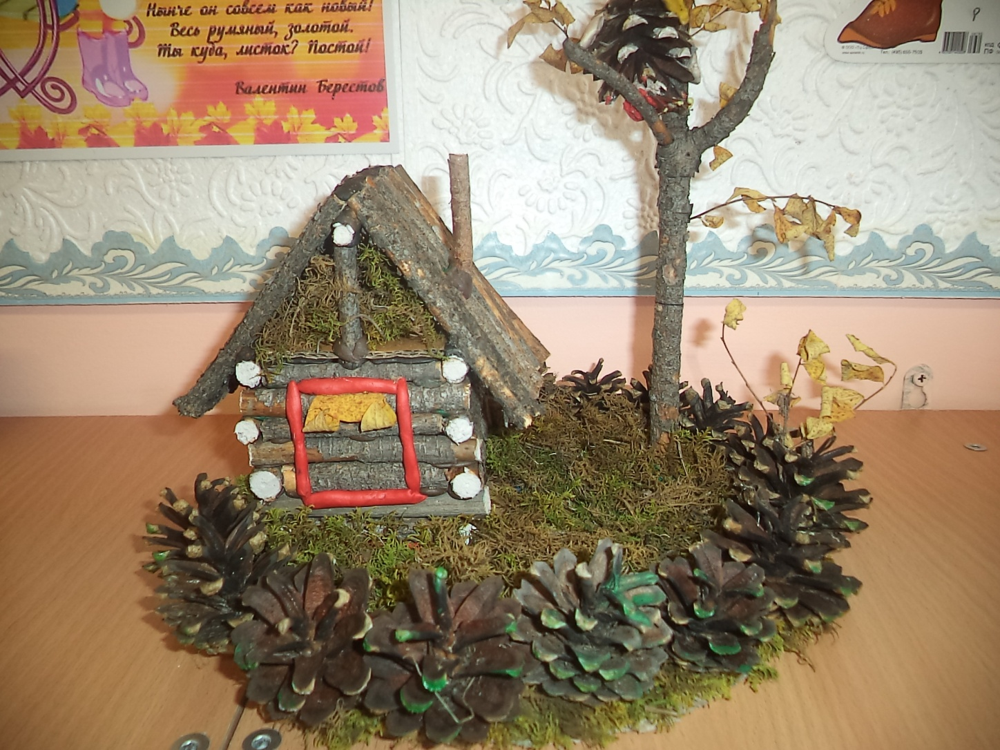 Нынче он совсем как новый!
Весь румяный, золотой.
Ты куда, листок? Постой!
Валентин Берестов